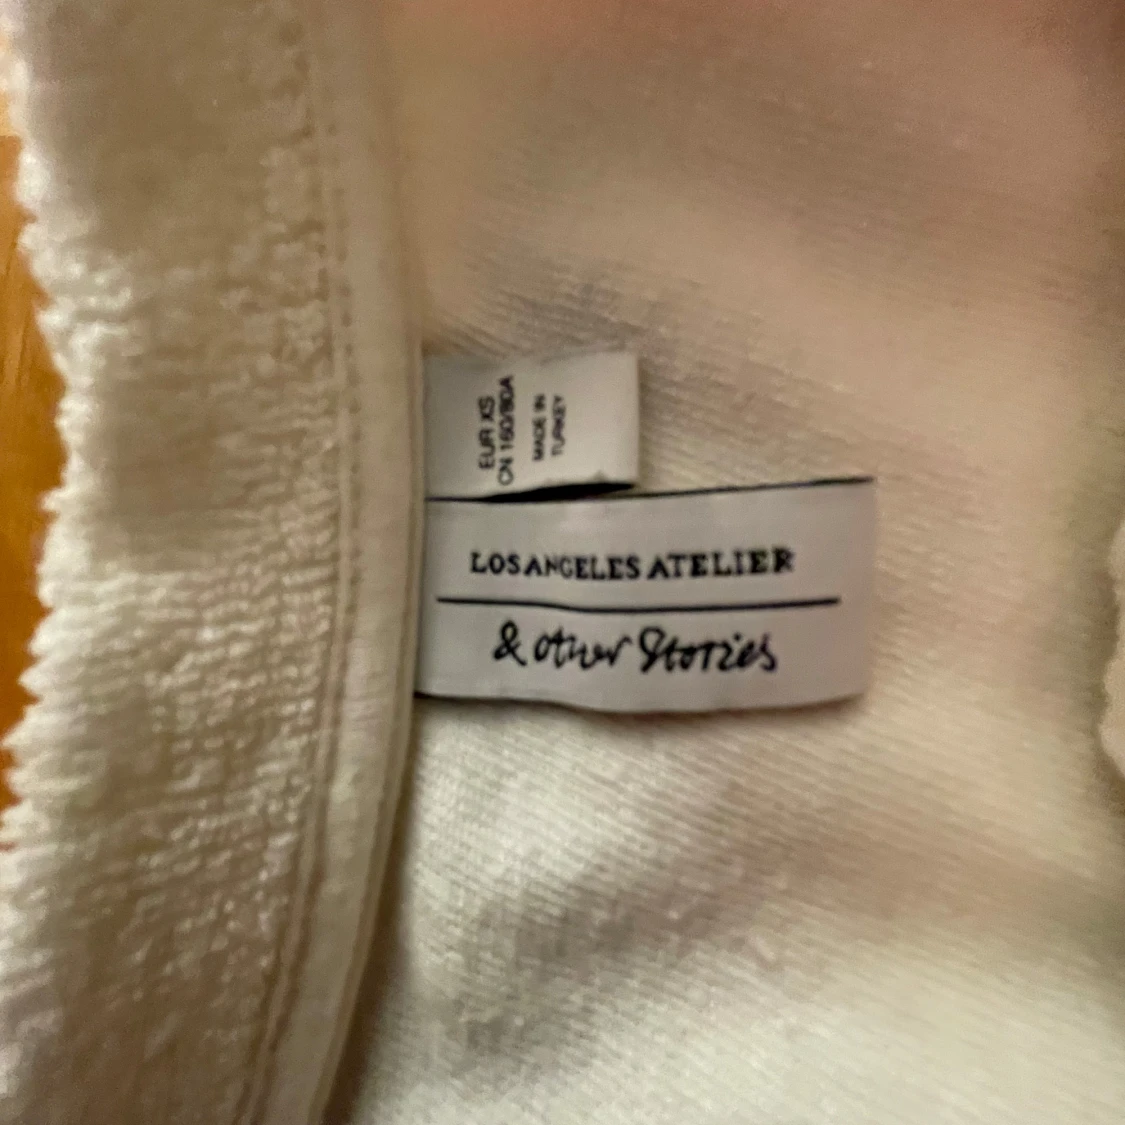 EUR XS
CN 160/80A
MADE IN
TURKEY
LOS ANGELES ATELIER
& other Stories